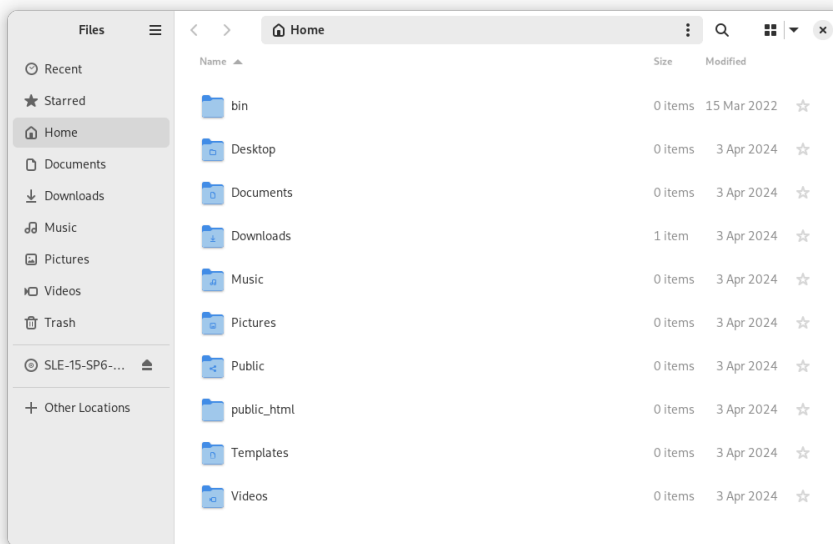 Files
Home
Name
Size
Modified
Recent
Starred
Home
Documents
Downloads
Music
Pictures
Videos
Trash
SLE-15-SP6-...
Other Locations
bin 0 items 15 Mar 2022
Desktop 0 items 3 Apr 2024
Documents 0 items 3 Apr 2024
Downloads 1 item 3 Apr 2024
Music 0 items 3 Apr 2024
Pictures 0 items 3 Apr 2024
Public 0 items 3 Apr 2024
public_html 0 items 3 Apr 2024
Templates 0 items 3 Apr 2024
Videos 0 items 3 Apr 2024